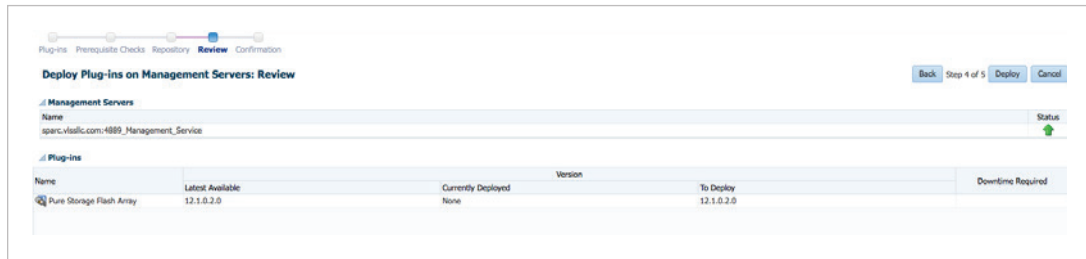 Plug-ins Prerequisite Checks Repository Review Confirmation
Deploy Plug-ins on Management Servers: Review
Back Step 4 of 5 Deploy Cancel
Management Servers
Name Status
sparc.vlssllc.com:4889_Management_Service
Plug-ins
Name Version Downtime Required
Latest Available Currently Deployed To Deploy
Pure Storage Flash Array 12.1.0.2.0 None 12.1.0.2.0